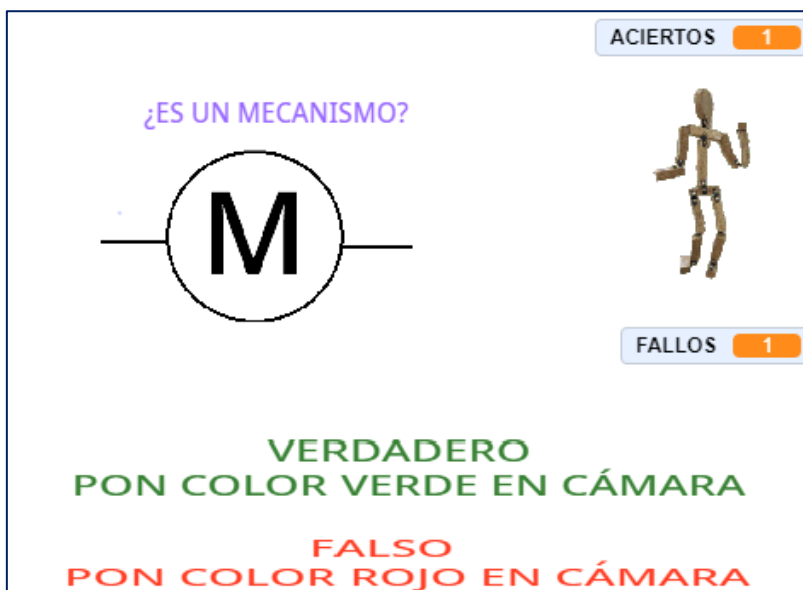 ACIERTOS 1
¿ES UN MECANISMO?
M
FALLOS 1
VERDADERO
PON COLOR VERDE EN CÁMARA
FALSO
PON COLOR ROJO EN CÁMARA